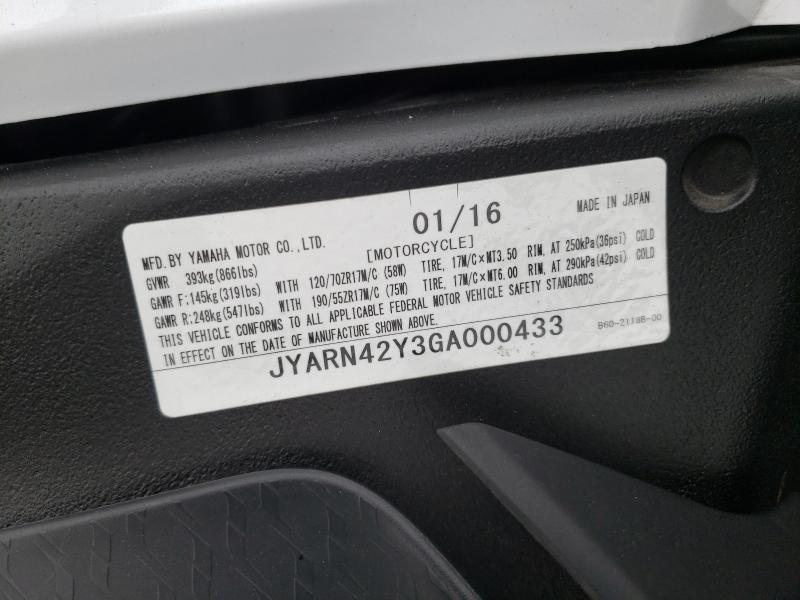 01/16
MADE IN JAPAN
MFD.BY YAMAHA MOTOR CO.,LTD.
[MOTORCYCLE]
GVWR 393kg(866lbs)
GAWR F:145kg(319lbs) WITH 120/70ZR17M/C (58W) TIRE, 17M/C×MT3.50 RIM, AT 250kPa(36psi) COLD
GAWR R:248kg(547lbs) WITH 190/55ZR17M/C (75W) TIRE, 17M/C×MT6.00 RIM, AT 290kPa(42psi) COLD
THIS VEHICLE CONFORMS TO ALL APPLICABLE FEDERAL MOTOR VEHICLE SAFETY STANDARDS
IN EFFECT ON THE DATE OF MANUFACTURE SHOWN ABOVE.
JYARN42Y3GA000433
B60-2118B-00